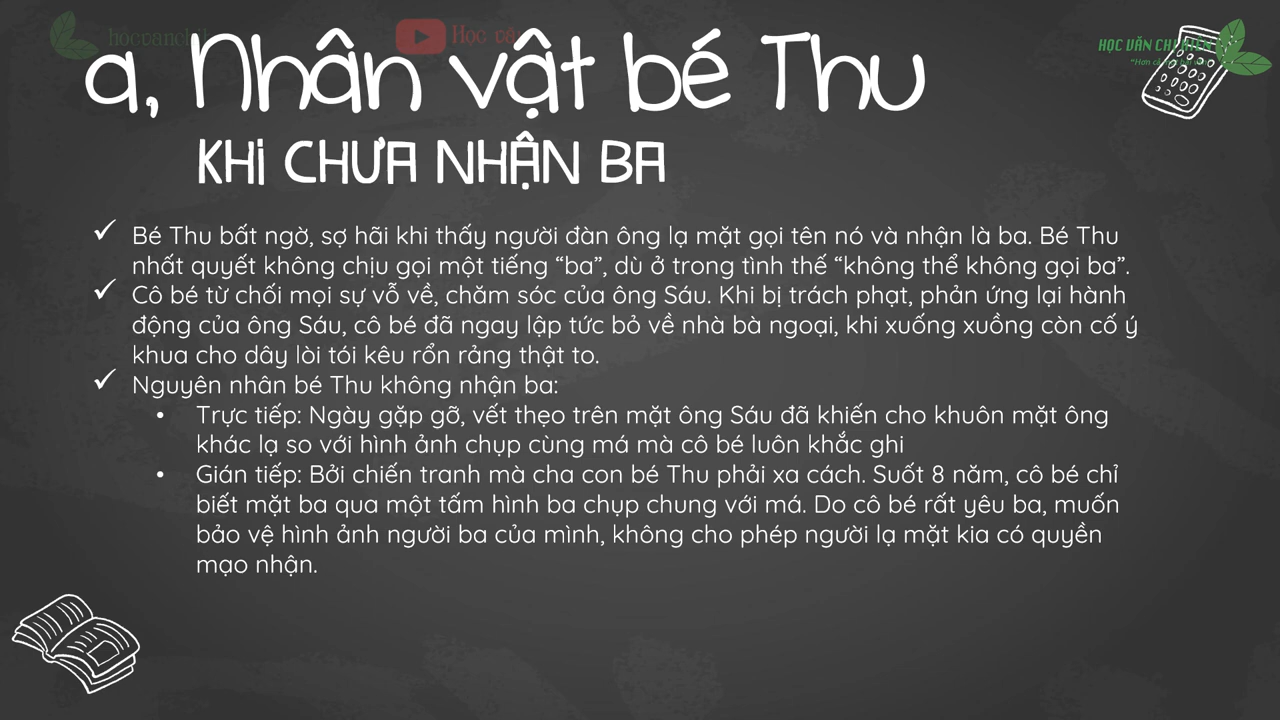 a, Nhân vật bé Thu
KHI CHƯA NHẬN BA
Học vă
HỌC VĂN CHỊ HIÊN
✓ Bé Thu bất ngờ, sợ hãi khi thấy người đàn ông lạ mặt gọi tên nó và nhận là ba. Bé Thu
nhất quyết không chịu gọi một tiếng “ba”, dù ở trong tình thế “không thể không gọi ba”.
✓ Cô bé từ chối mọi sự vỗ về, chăm sóc của ông Sáu. Khi bị trách phạt, phản ứng lại hành
động của ông Sáu, cô bé đã ngay lập tức bỏ về nhà bà ngoại, khi xuống xuồng còn cố ý
khua cho dây lòi tói kêu rổn rảng thật to.
✓ Nguyên nhân bé Thu không nhận ba:
• Trực tiếp: Ngày gặp gỡ, vết thẹo trên mặt ông Sáu đã khiến cho khuôn mặt ông
khác lạ so với hình ảnh chụp cùng má mà cô bé luôn khắc ghi
• Gián tiếp: Bởi chiến tranh mà cha con bé Thu phải xa cách. Suốt 8 năm, cô bé chỉ
biết mặt ba qua một tấm hình ba chụp chung với má. Do cô bé rất yêu ba, muốn
bảo vệ hình ảnh người ba của mình, không cho phép người lạ mặt kia có quyền
mạo nhận.